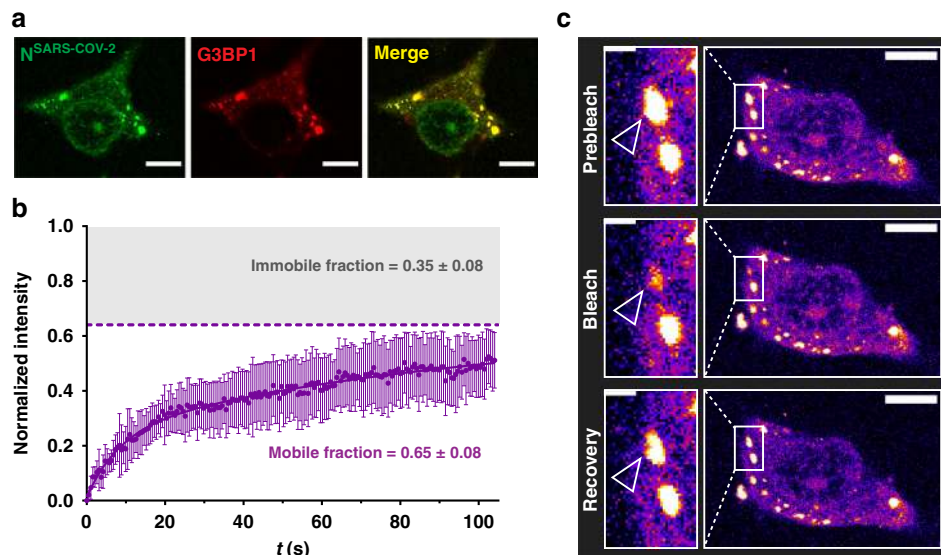 a
N^SARS-COV-2
G3BP1
Merge
b
Normalized intensity
1.0
0.8
0.6
0.4
0.2
0.0
Immobile fraction = 0.35 ± 0.08
Mobile fraction = 0.65 ± 0.08
0 20 40 60 80 100
t (s)
c
Prebleach
Bleach
Recovery